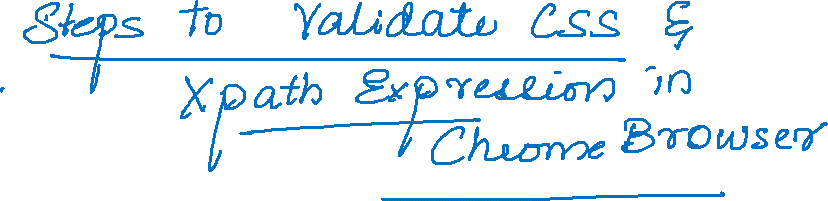 Steps to Validate CSS &
Xpath Expression in
Chrome Browser